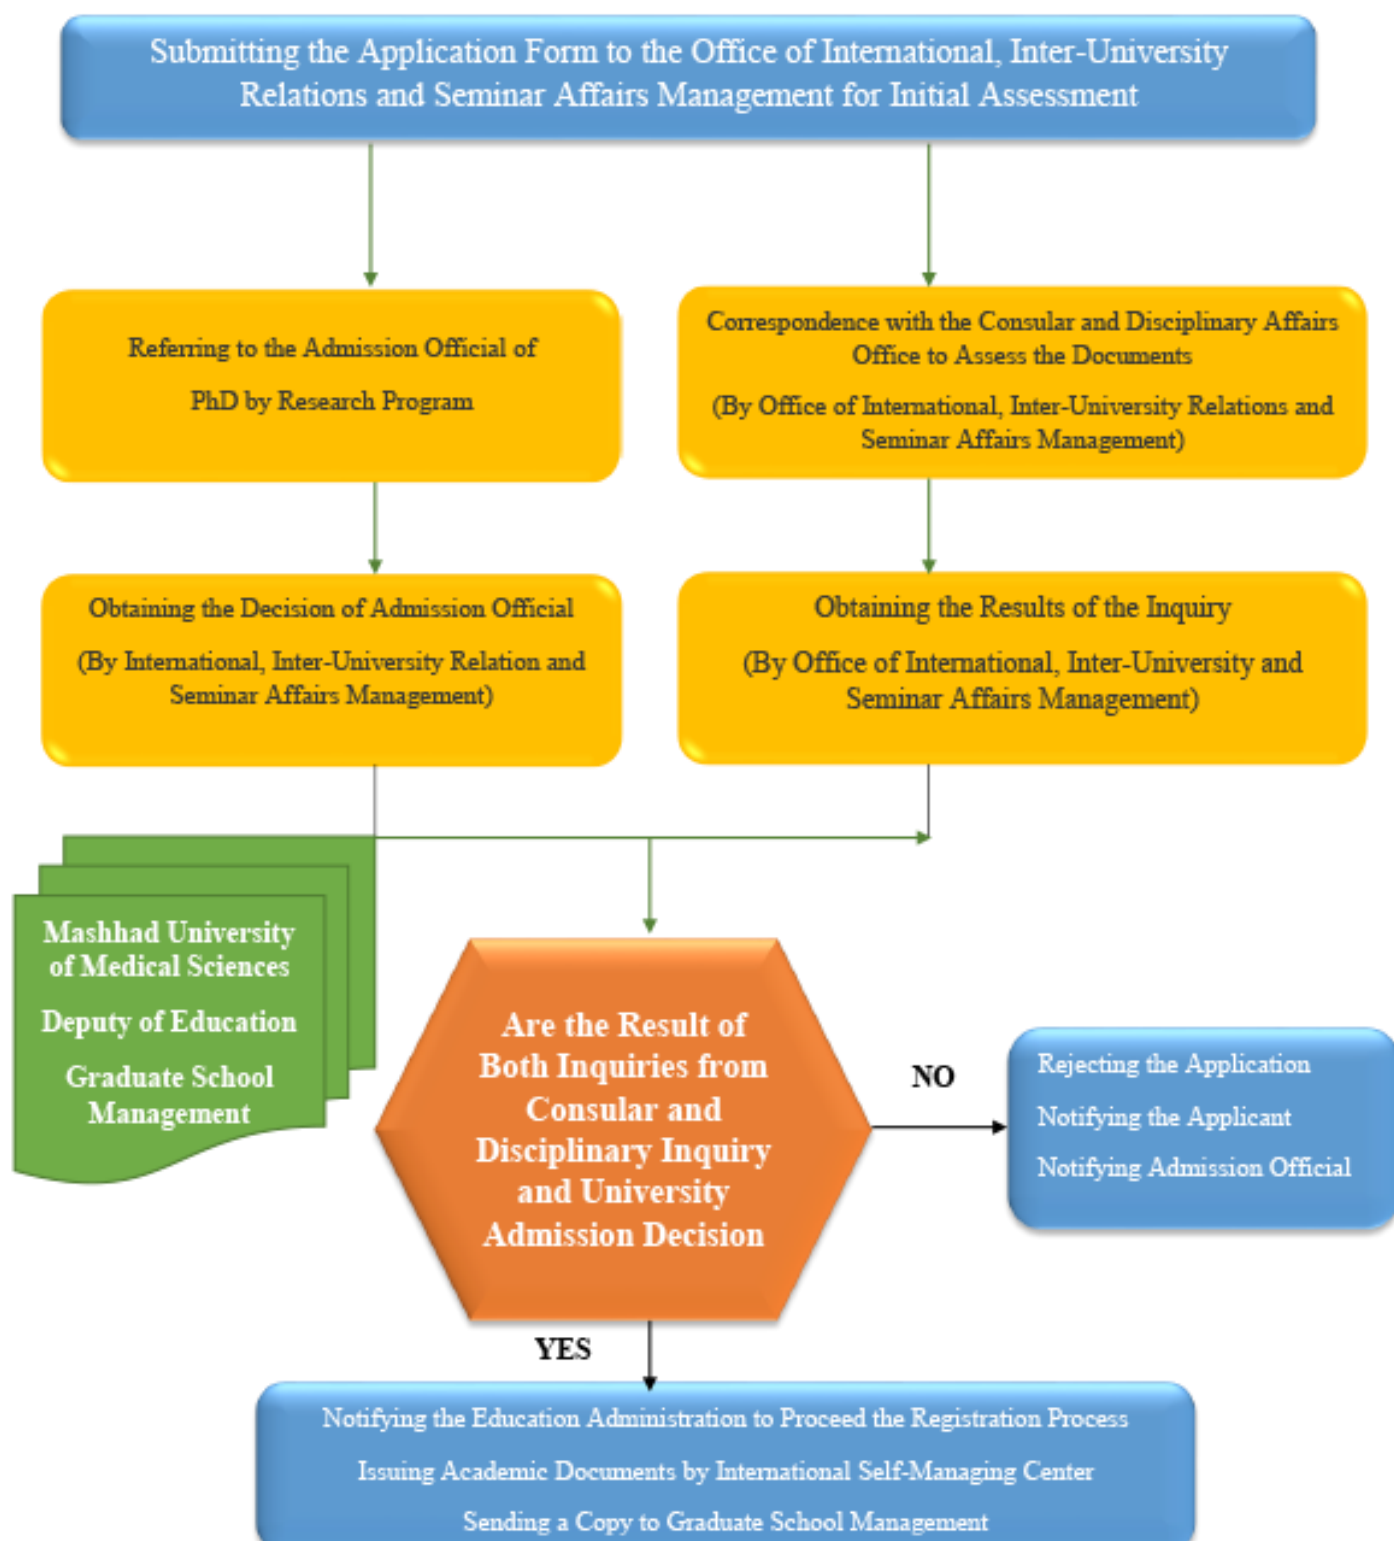 Submitting the Application Form to the Office of International, Inter-University
Relations and Seminar Affairs Management for Initial Assessment
Referring to the Admission Official of
PhD by Research Program
Correspondence with the Consular and Disciplinary Affairs
Office to Assess the Documents
(By Office of International, Inter-University Relations and
Seminar Affairs Management)
Obtaining the Decision of Admission Official
(By International, Inter-University Relation and
Seminar Affairs Management)
Obtaining the Results of the Inquiry
(By Office of International, Inter-University and
Seminar Affairs Management)
Mashhad University
of Medical Sciences
Deputy of Education
Graduate School
Management
Are the Result of
Both Inquiries from
Consular and
Disciplinary Inquiry
and University
Admission Decision
NO
Rejecting the Application
Notifying the Applicant
Notifying Admission Official
YES
Notifying the Education Administration to Proceed the Registration Process
Issuing Academic Documents by International Self-Managing Center
Sending a Copy to Graduate School Management